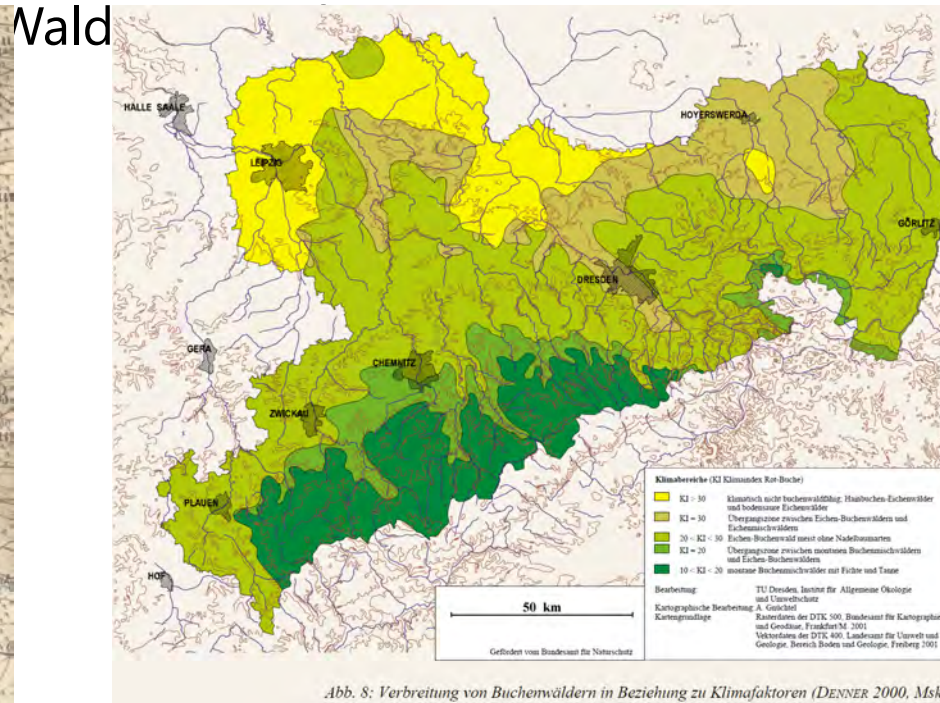 Wald
HALLE SAALE
LEIPZIG
HOYERSWERDA
GÖRLITZ
DRESDEN
GERA
CHEMNITZ
ZWICKAU
PLAUEN
HOF
Klimabereiche (KI Klimaindex Rot-Buche)
KI > 30 klimatisch nicht buchenwaldfähig; Hainbuchen-Eichenwälder
und bodensaure Eichenwälder
KI = 30 Übergangszone zwischen Eichen-Buchenwäldern und
Eichenmischwäldern
20 < KI < 30 Eichen-Buchenwald meist ohne Nadelbaumarten
KI = 20 Übergangszone zwischen montanen Buchenmischwäldern
und Eichen-Buchenwäldern
10 < KI < 20 montane Buchenmischwälder mit Fichte und Tanne
Bearbeitung: TU Dresden, Institut für Allgemeine Ökologie
und Umweltschutz
Kartographische Bearbeitung: A.
Kartengrundlage Rasterdaten der DTK 500, Bundesamt für Kartographie
und Geodäsie, Frankfurt/M. 2001
Vektordaten der DTK 400, Landesamt für Umwelt und
Geologie, Bereich Boden und Geologie, Freiberg 2001
50 km
Gefördert vom Bundesamt für Naturschutz
Abb. 8: Verbreitung von Buchenwäldern in Beziehung zu Klimafaktoren (DENNER 2000, Msk